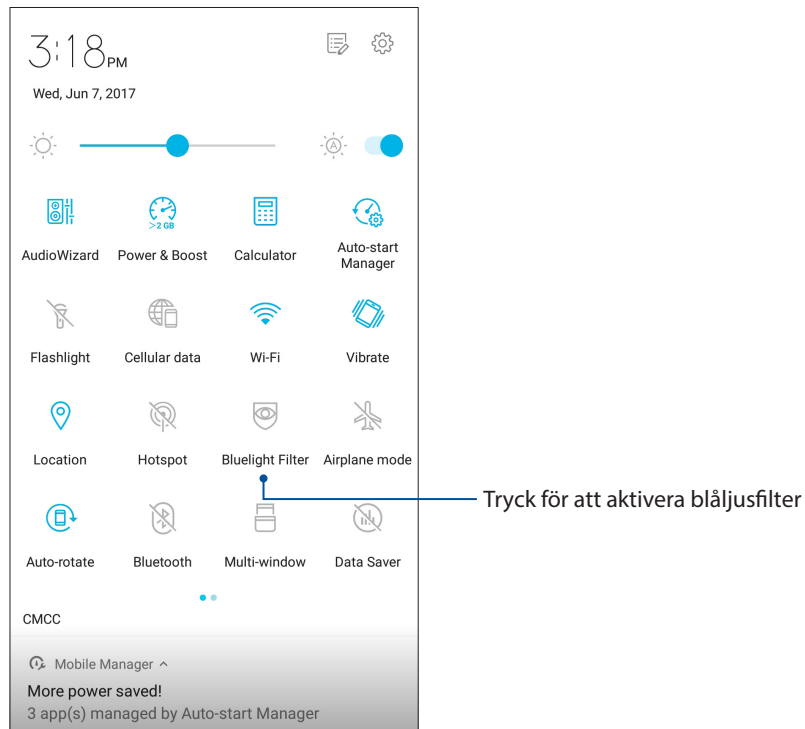 3:18 PM
Wed, Jun 7, 2017
A
>2 GB
AudioWizard Power & Boost Calculator Auto-start Manager
Flashlight Cellular data Wi-Fi Vibrate
Location Hotspot Bluelight Filter Airplane mode
Tryck för att aktivera blåljusfilter
Auto-rotate Bluetooth Multi-window Data Saver
CMCC
Mobile Manager
More power saved!
3 app(s) managed by Auto-start Manager